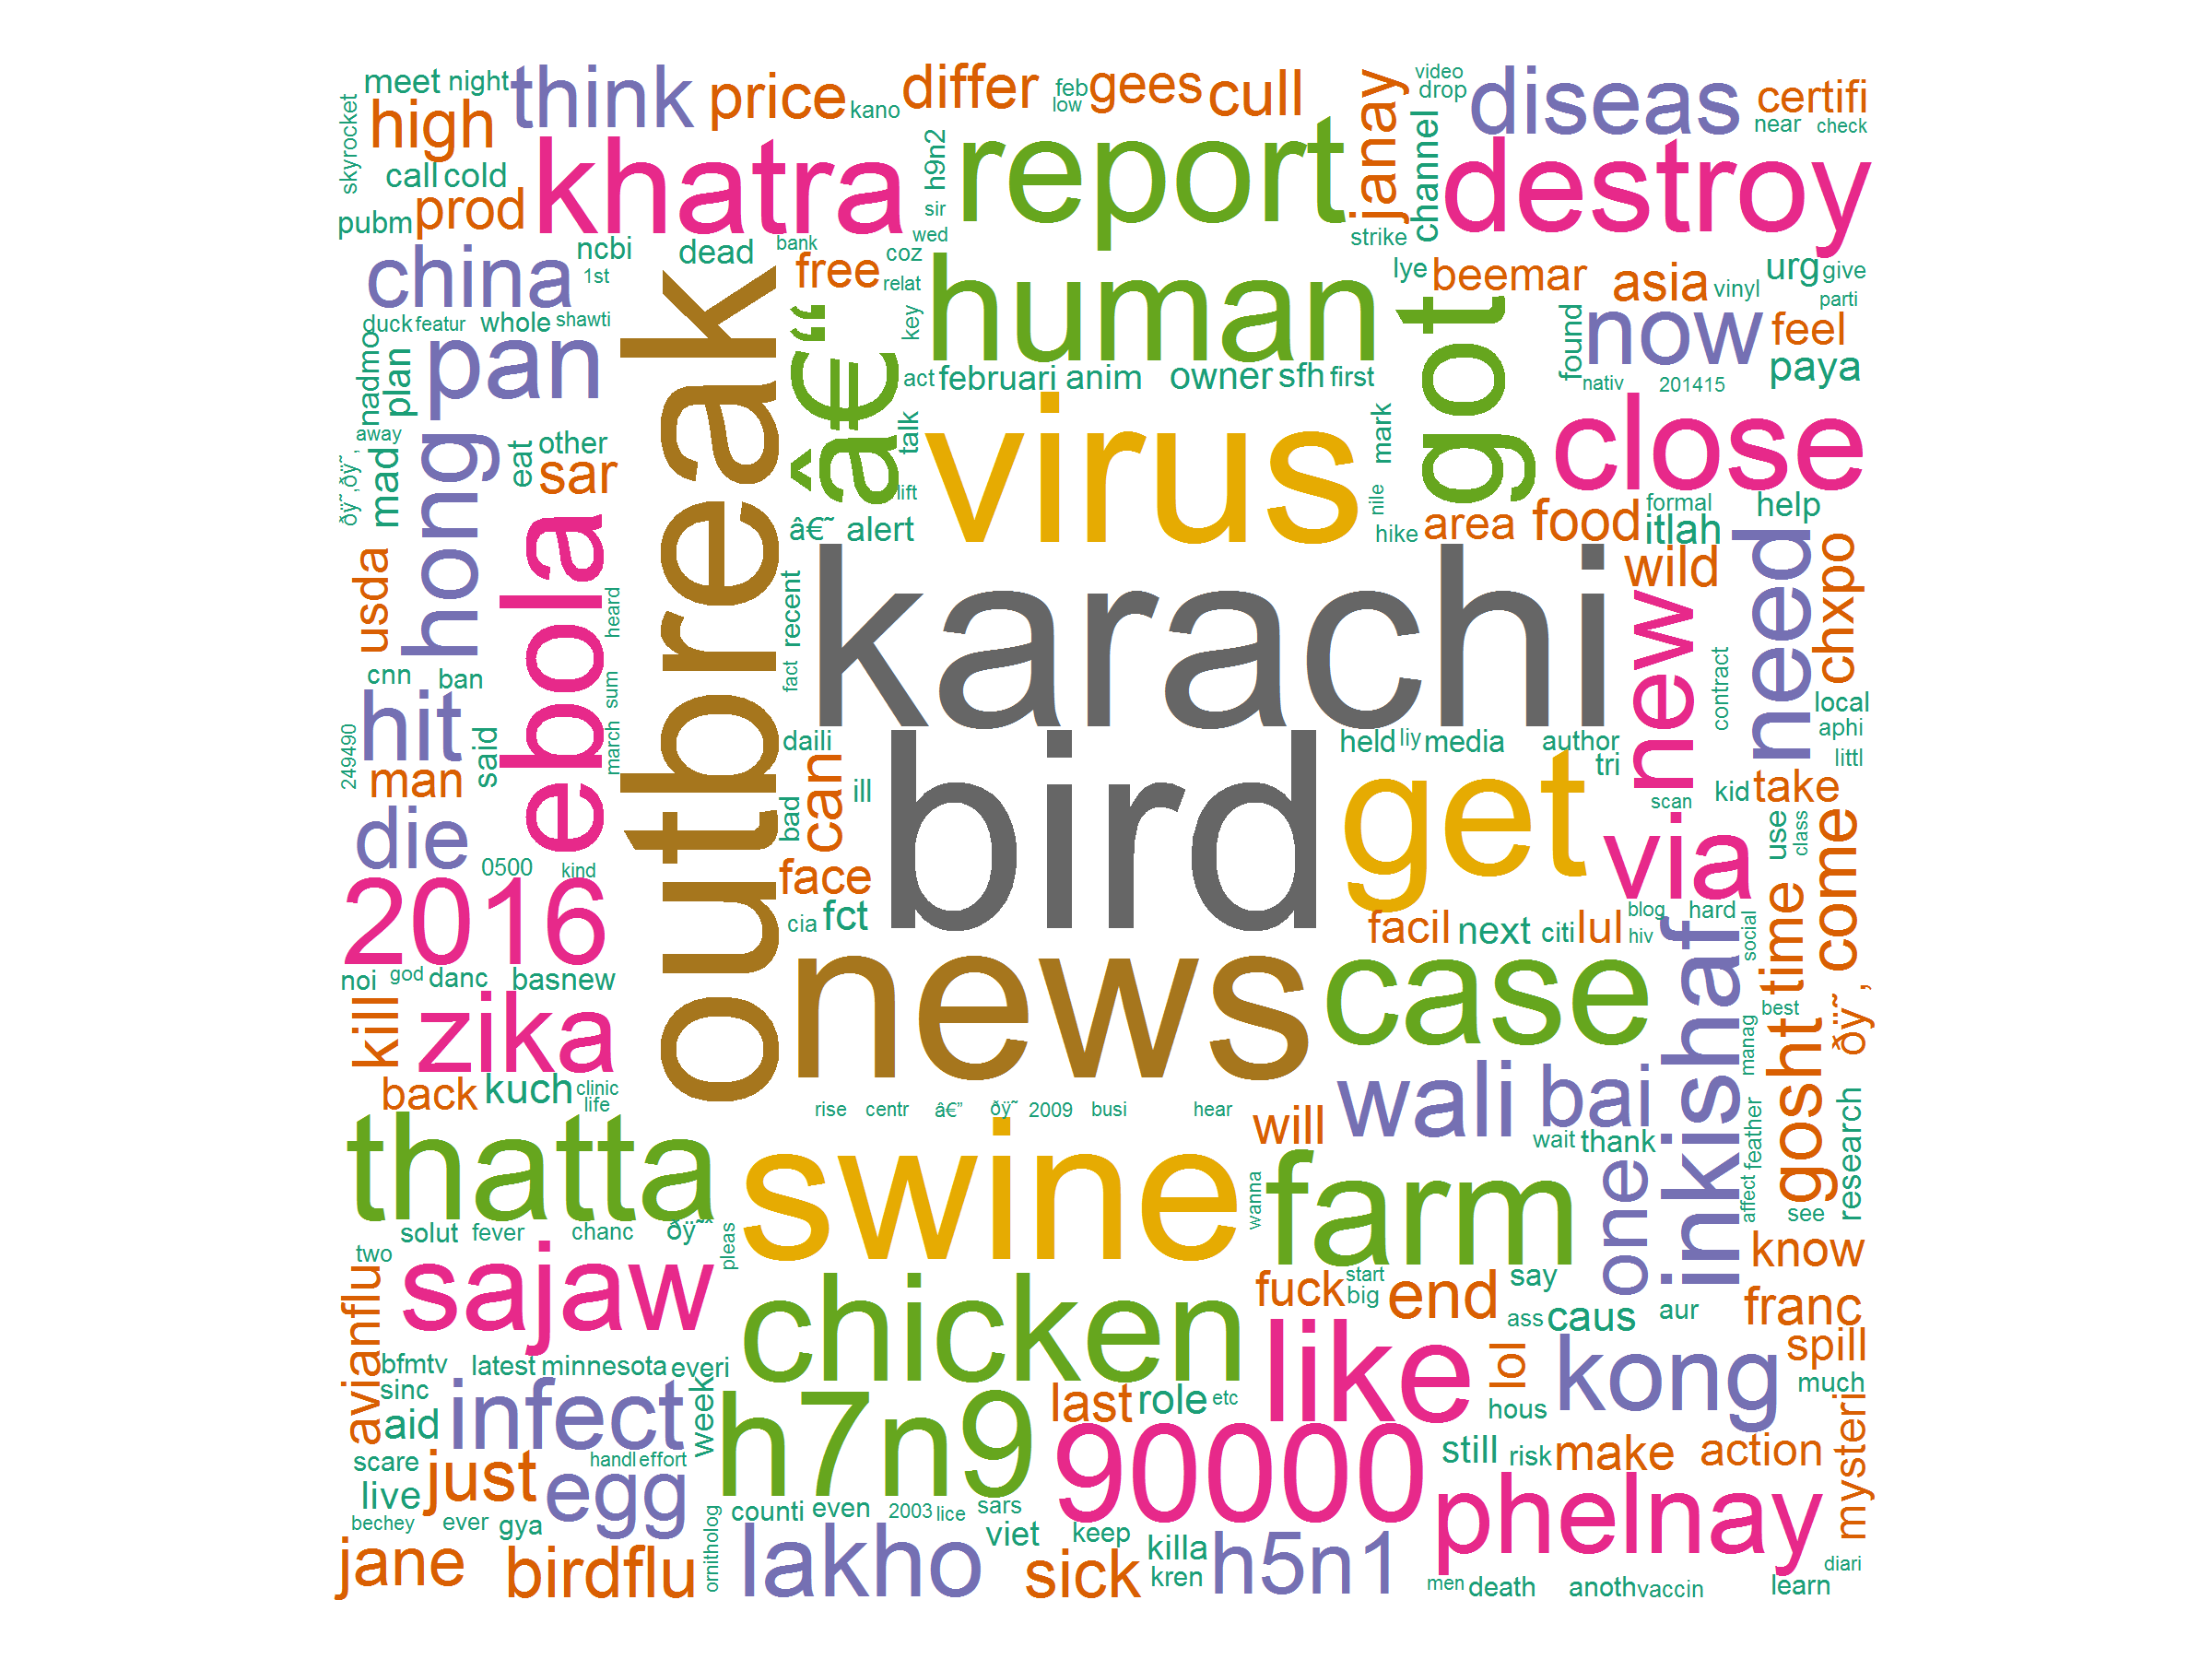 meet night think price kano differ feb low gees cull janay video drop diseas certifi near check
skyrocket high khatra h9n2 report channel destroy
call cold
pubm prod sir
ncbi dead bank wed strike
china 1st free coz relat human lye beemar asia urg give
vinyl parti
duck featur whole shawti key got found now feel
nadmo plan pan outbreak â€“ act februari anim owner sfh first nativ 201415 paya
away hong eat other talk virus mark close
ðÿ˜‚ðÿ˜‚ mad sar lift nile formal help
â€˜ alert hike area food itlah
usda ebola heard recent karachi wild need chxpo
cnn ban sum fact new contract local
hit said march daili held liy media author aphi
249490 man can ill bird get tri littl
scan kid take
die bad via use class come
0500 kind face
2016 cia fct facil next citi lul blog hard hiv inkishaf social time
noi god danc basnew news case best ðÿ˜‚
kill zika manag gosht
back kuch clinic life rise centr â€” ðÿ˜ 2009 busi hear will wali bai
wait thank research
thatta swine wanna farm one affect feather see
solut fever chanc ðÿ˜ˆ pleas
two sajaw know
avianflu chicken fuck start big end say ass caus aur franc
bfmtv latest minnesota everi like lol kong spill
sinc much
aid infect week h7n9 last role etc hous mysteri
scare handl effort 90000 still risk make action
live just egg phelnay
bechey ever gya ornitholog counti even 2003 lice sars
viet keep killa
jane birdflu lakho sick kren h5n1 men death anoth vaccin learn diari